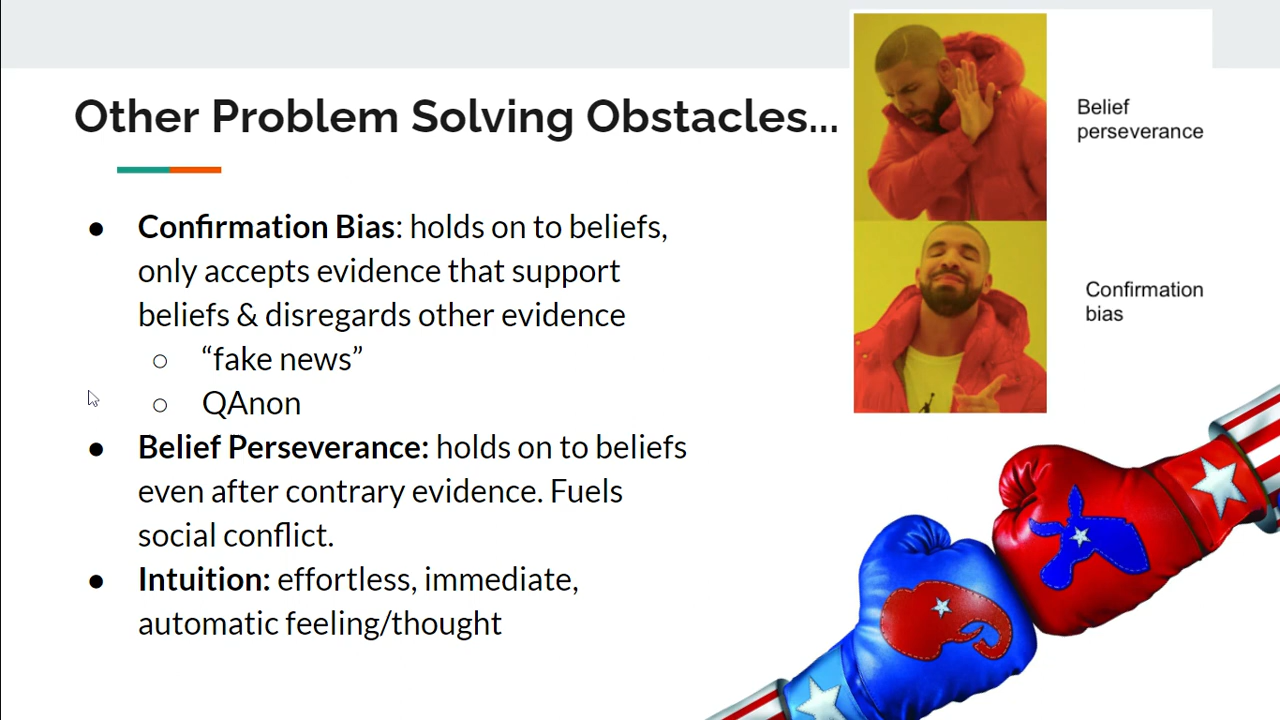 Other Problem Solving Obstacles...
● Confirmation Bias: holds on to beliefs,
only accepts evidence that support
beliefs & disregards other evidence
○ “fake news”
○ QAnon
● Belief Perseverance: holds on to beliefs
even after contrary evidence. Fuels
social conflict.
● Intuition: effortless, immediate,
automatic feeling/thought
Belief
perseverance
Confirmation
bias